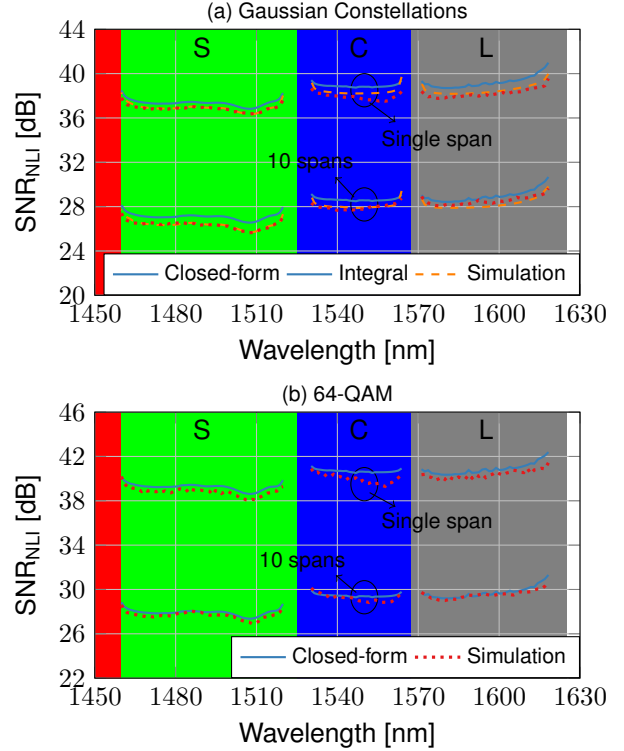 (a) Gaussian Constellations
44
40
36
32
28
24
20
SNR_NLI [dB]
S
C
L
Single span
10 spans
Closed-form
Integral
Simulation
1450
1480
1510
1540
1570
1600
1630
Wavelength [nm]
(b) 64-QAM
46
42
38
34
30
26
22
SNR_NLI [dB]
S
C
L
Single span
10 spans
Closed-form
Simulation
1450
1480
1510
1540
1570
1600
1630
Wavelength [nm]